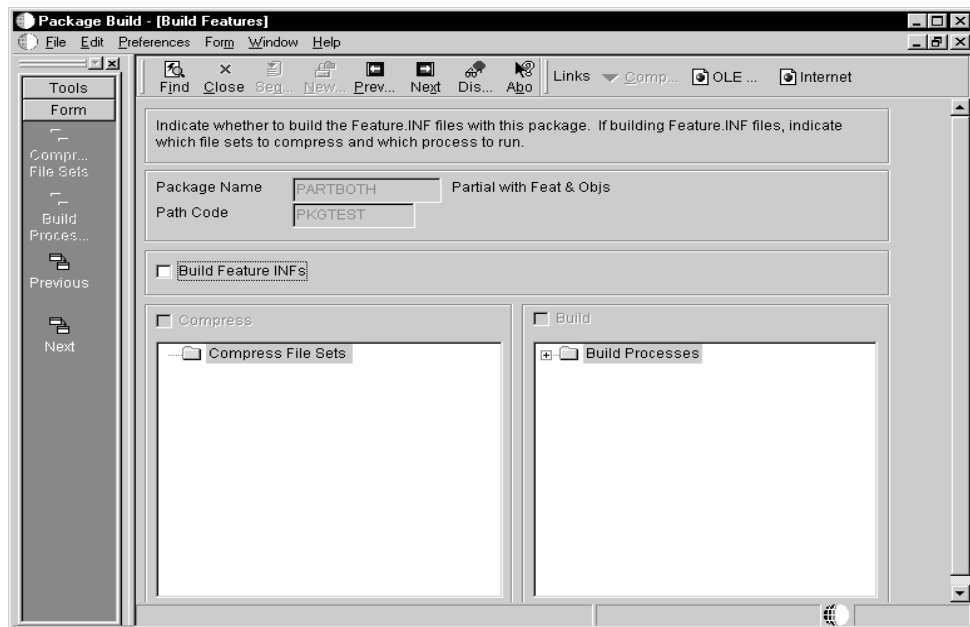 Package Build - [Build Features]
File Edit Preferences Form Window Help
Tools
Form
Compr...
File Sets
Build
Proces...
Previous
Next
Find Close Seq... New... Prev... Next Dis... Abo Links Comp... OLE ... Internet
Indicate whether to build the Feature.INF files with this package. If building Feature.INF files, indicate
which file sets to compress and which process to run.
Package Name PARTBOTH Partial with Feat & Objs
Path Code PKGTEST
Build Feature INFs
Compress
Compress File Sets
Build
Build Processes